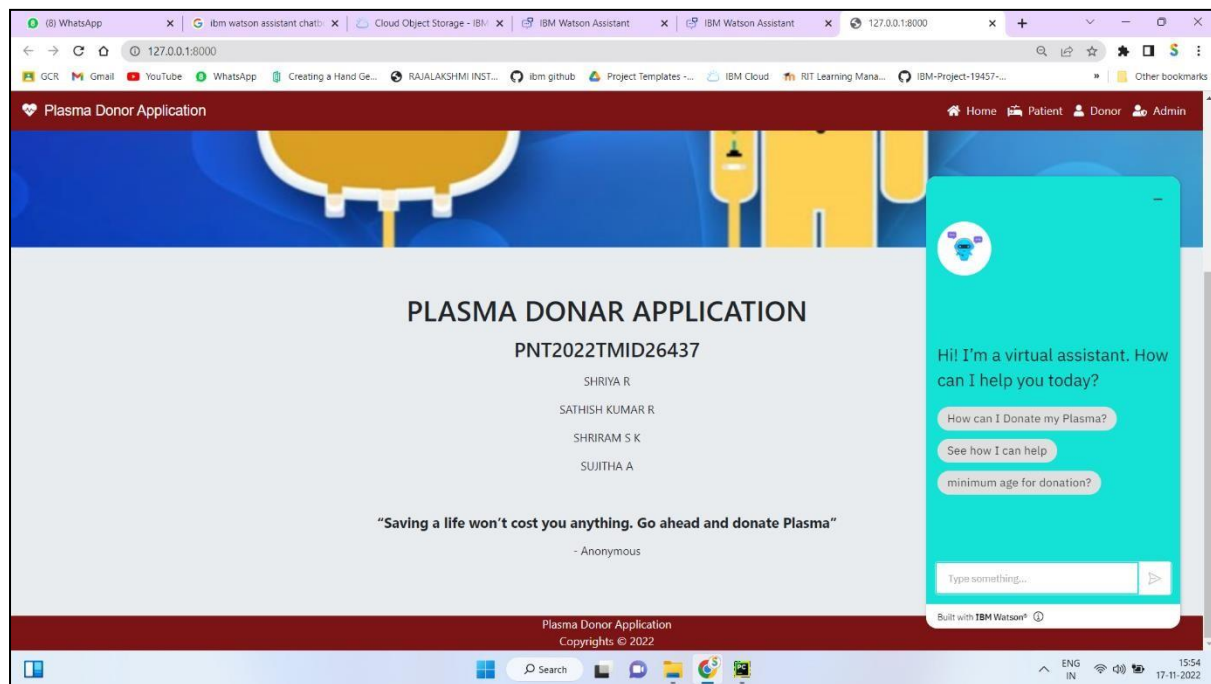 (8) WhatsApp
ibm watson assistant chatb
Cloud Object Storage - IBM
IBM Watson Assistant
IBM Watson Assistant
127.0.0.1:8000
127.0.0.1:8000
GCR
Gmail
YouTube
WhatsApp
Creating a Hand Ge...
RAJALAKSHMI INST...
ibm github
Project Templates -...
IBM Cloud
RIT Learning Mana...
IBM-Project-19457-...
»
Other bookmarks
Plasma Donor Application
Home
Patient
Donor
Admin
PLASMA DONAR APPLICATION
PNT2022TMID26437
SHRIYA R
SATHISH KUMAR R
SHRIRAM S K
SUJITHA A
“Saving a life won’t cost you anything. Go ahead and donate Plasma”
- Anonymous
Hi! I’m a virtual assistant. How
can I help you today?
How can I Donate my Plasma?
See how I can help
minimum age for donation?
Type something...
Built with IBM Watson®
Plasma Donor Application
Copyrights © 2022
Search
ENG
IN
15:54
17-11-2022